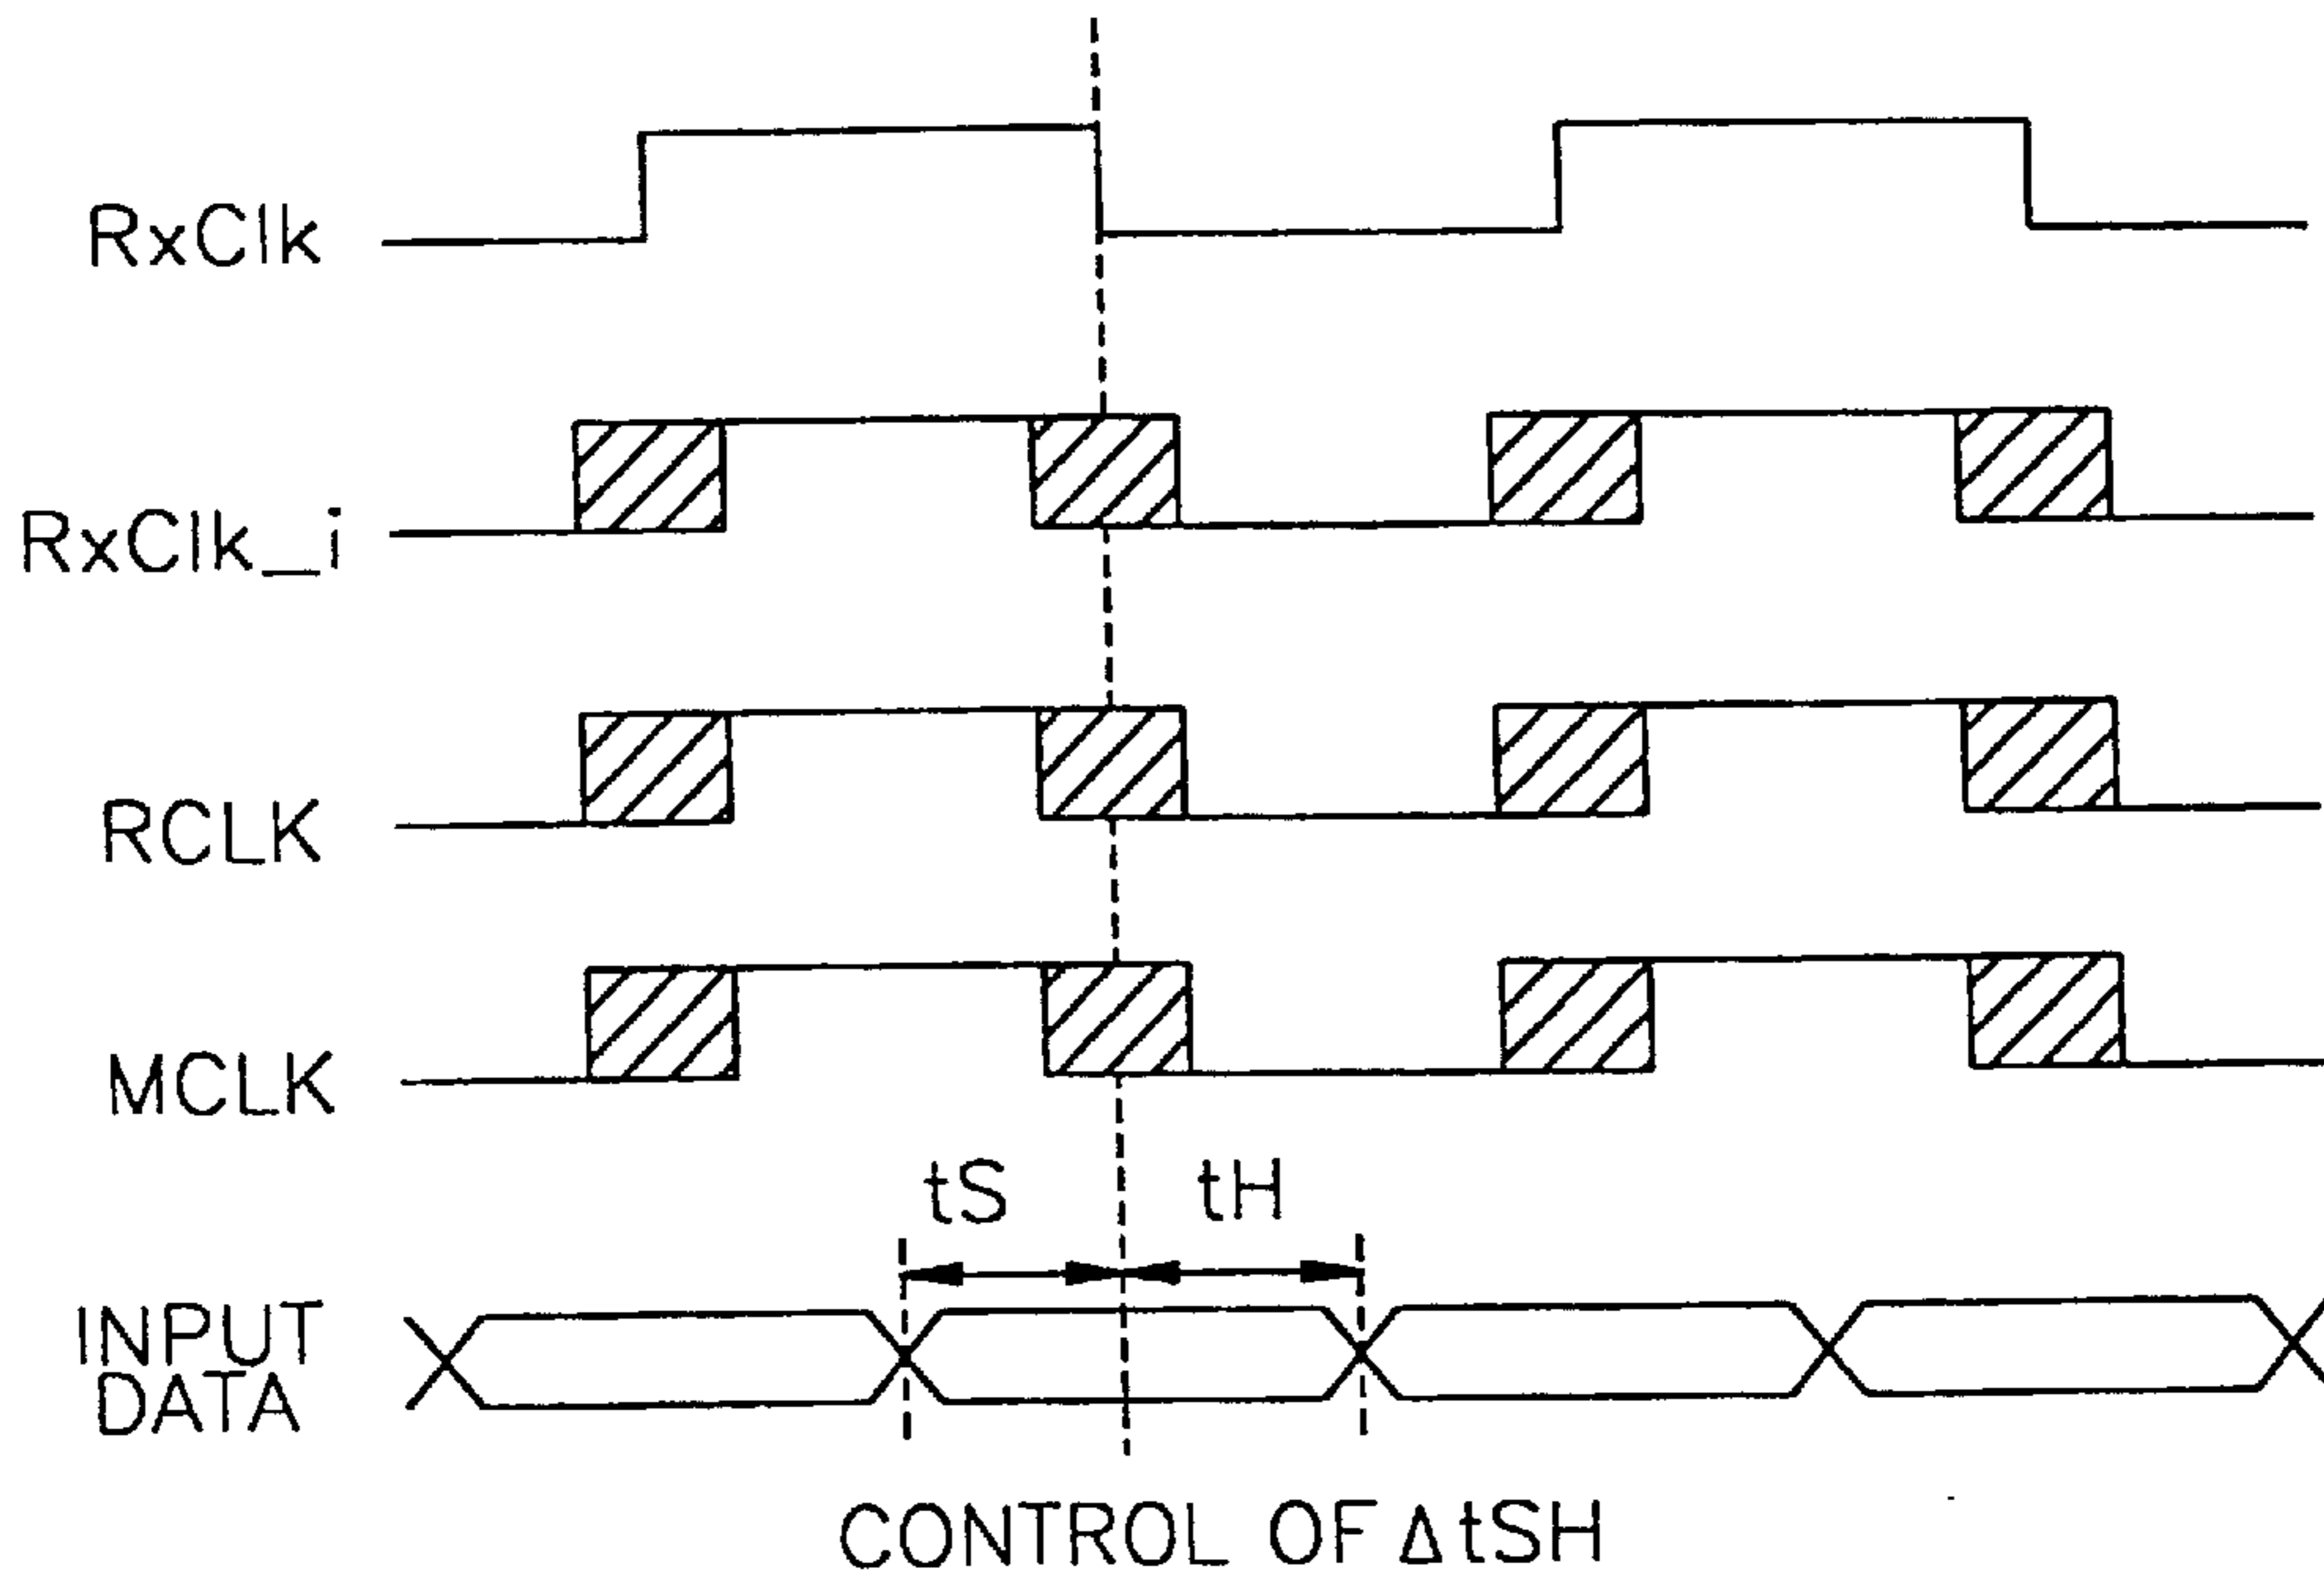 RxClk
RxClk_i
RCLK
MCLK
tS tH
INPUT
DATA
CONTROL OF ΔtSH